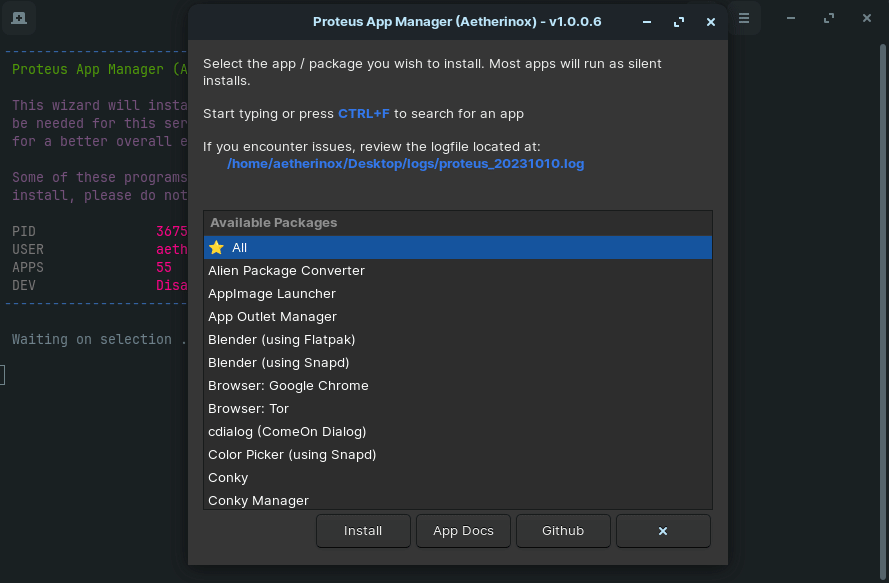 Proteus App Manager (Aetherinox) - v1.0.0.6
Select the app / package you wish to install. Most apps will run as silent
installs.
Start typing or press CTRL+F to search for an app
If you encounter issues, review the logfile located at:
/home/aetherinox/Desktop/logs/proteus_20231010.log
Available Packages
All
Alien Package Converter
AppImage Launcher
App Outlet Manager
Blender (using Flatpak)
Blender (using Snapd)
Browser: Google Chrome
Browser: Tor
cdialog (ComeOn Dialog)
Color Picker (using Snapd)
Conky
Conky Manager
Install
App Docs
Github
Proteus App Manager (A
This wizard will insta
be needed for this ser
for a better overall e
Some of these programs
install, please do not
PID 3675
USER aeth
APPS 55
DEV Disa
Waiting on selection .